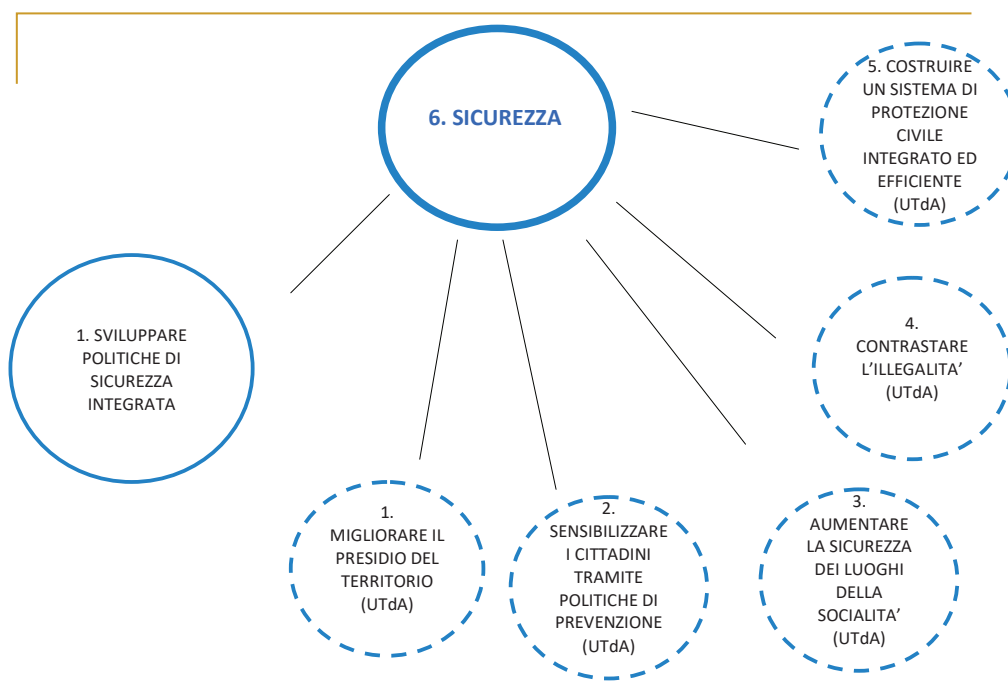 6. SICUREZZA
5. COSTRUIRE
UN SISTEMA DI
PROTEZIONE
CIVILE
INTEGRATO ED
EFFICIENTE
(UTdA)
1. SVILUPPARE
POLITICHE DI
SICUREZZA
INTEGRATA
4.
CONTRASTARE
L’ILLEGALITA’
(UTdA)
1.
MIGLIORARE IL
PRESIDIO DEL
TERRITORIO
(UTdA)
2.
SENSIBILIZZARE
I CITTADINI
TRAMITE
POLITICHE DI
PREVENZIONE
(UTdA)
3.
AUMENTARE
LA SICUREZZA
DEI LUOGHI
DELLA
SOCIALITA’
(UTdA)